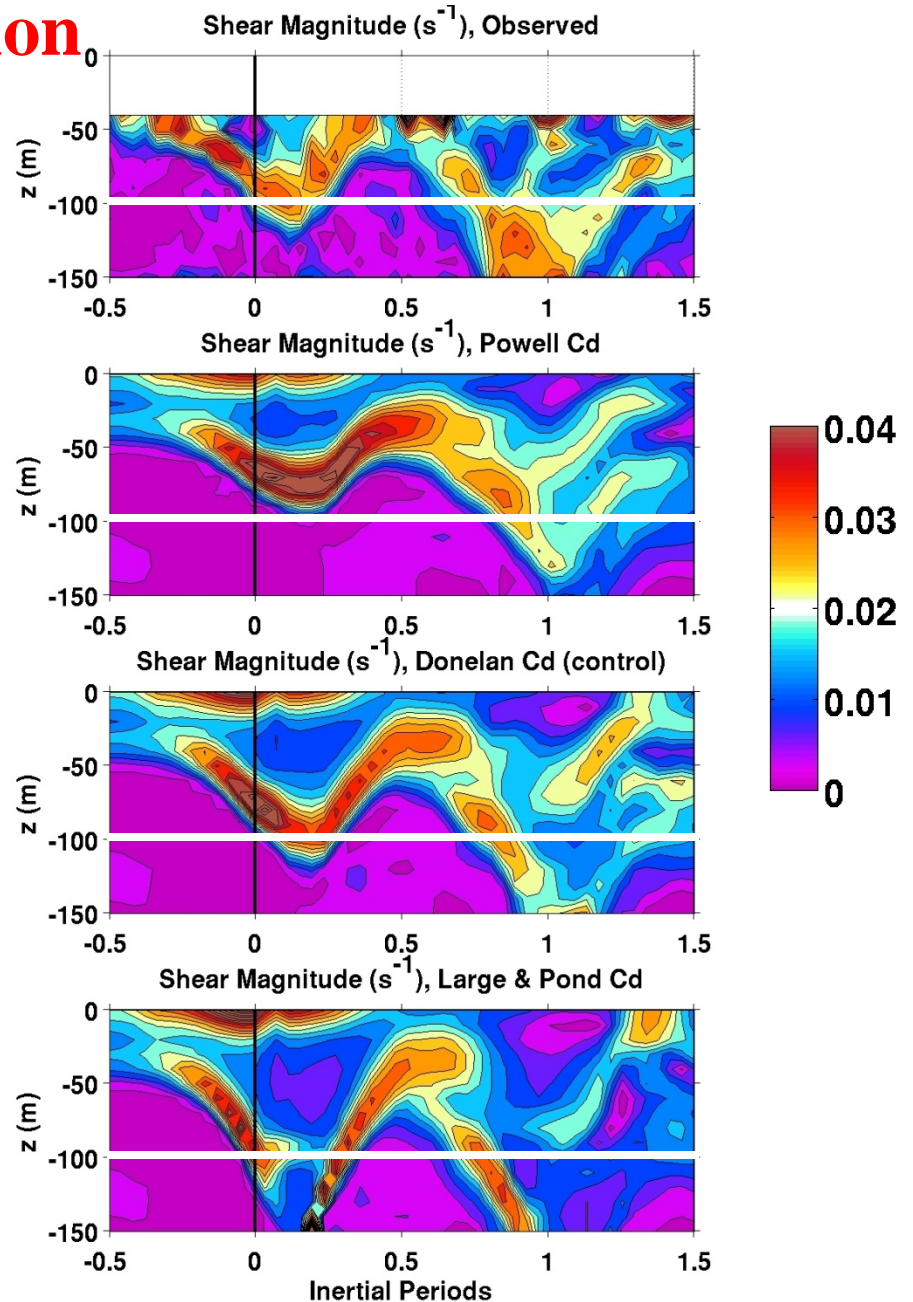 Shear Magnitude (s-1), Observed
0
-50
-100
-150
z (m)
-0.5 0 0.5 1 1.5
Shear Magnitude (s-1), Powell Cd
0
-50
-100
-150
z (m)
-0.5 0 0.5 1 1.5
Shear Magnitude (s-1), Donelan Cd (control)
0
-50
-100
-150
z (m)
-0.5 0 0.5 1 1.5
Shear Magnitude (s-1), Large & Pond Cd
0
-50
-100
-150
z (m)
-0.5 0 0.5 1 1.5
Inertial Periods
0.04
0.03
0.02
0.01
0